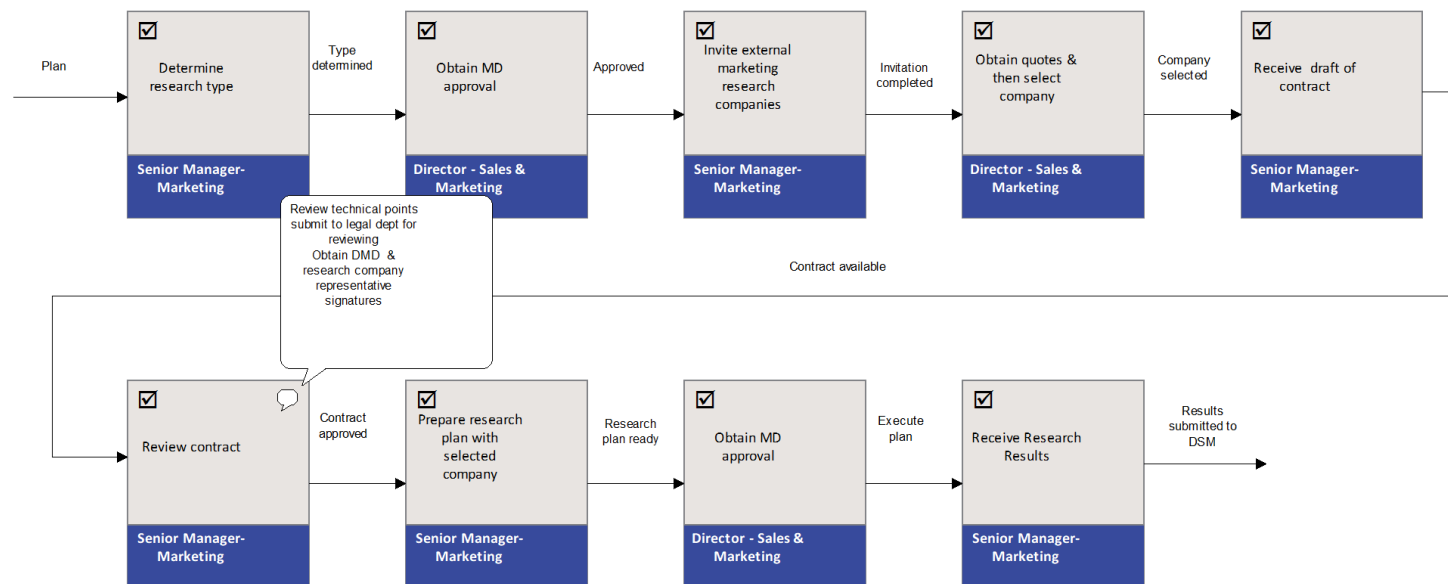 Plan
Determine
research type
Senior Manager-
Marketing
Type
determined
Obtain MD
approval
Director - Sales &
Marketing
Approved
Invite external
marketing
research
companies
Senior Manager-
Marketing
Invitation
completed
Obtain quotes &
then select
company
Director - Sales &
Marketing
Company
selected
Receive draft of
contract
Senior Manager-
Marketing
Review technical points
submit to legal dept for
reviewing
Obtain DMD &
research company
representative
signatures
Contract available
Review contract
Senior Manager-
Marketing
Contract
approved
Prepare research
plan with
selected
company
Senior Manager-
Marketing
Research
plan ready
Obtain MD
approval
Director - Sales &
Marketing
Execute
plan
Receive Research
Results
Senior Manager-
Marketing
Results
submitted to
DSM